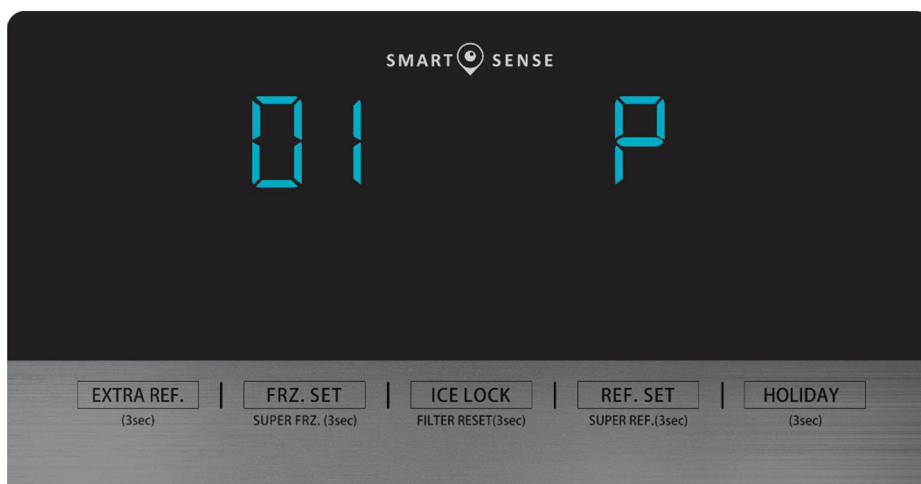 SMART SENSE
01 P
EXTRA REF. | FRZ. SET | ICE LOCK | REF. SET | HOLIDAY
(3sec) SUPER FRZ. (3sec) FILTER RESET(3sec) SUPER REF.(3sec) (3sec)